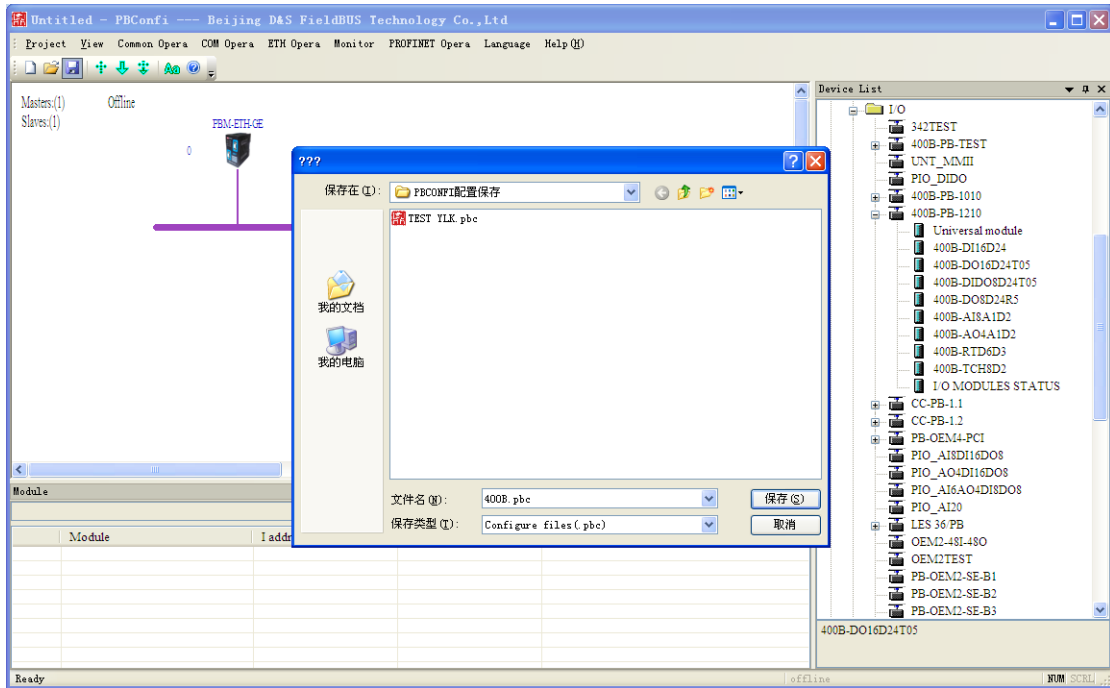 Untitled - PBConfi --- Beijing D&S FieldBUS Technology Co.,Ltd
Project View Common Opera COM Opera ETH Opera Monitor PROFINET Opera Language Help(H)
Masters:(1) Offline
Slaves:(1)
PBM-ETH-GE
0
???
保存在(I):
PBCONFI配置保存
TEST YLK.pbc
我的文档
我的电脑
文件名(N):
400B.pbc
保存(S)
保存类型(T):
Configure files(.pbc)
取消
Module
Module I addr
Device List
I/O
342TEST
400B-PB-TEST
UNT_MMII
PIO_DIDO
400B-PB-1010
400B-PB-1210
Universal module
400B-DI16D24
400B-DO16D24T05
400B-DIDO8D24T05
400B-DO8D24R5
400B-AI8A1D2
400B-AO4A1D2
400B-RTD6D3
400B-TCH8D2
I/O MODULES STATUS
CC-PB-1.1
CC-PB-1.2
PB-OEM4-PCI
PIO_AI8DI16DO8
PIO_AO4DI16DO8
PIO_AI6AO4DI8DO8
PIO_AI20
LES 36/PB
OEM2-48I-48O
OEM2TEST
PB-OEM2-SE-B1
PB-OEM2-SE-B2
PB-OEM2-SE-B3
400B-DO16D24T05
Ready
offline
NUM SCRL